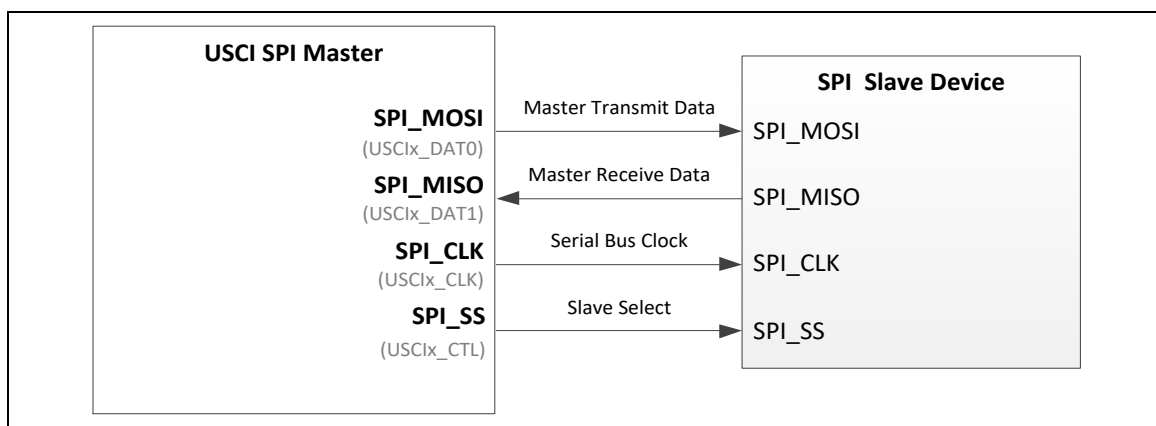 USCI SPI Master
SPI_MOSI
(USCIx_DAT0)
SPI_MISO
(USCIx_DAT1)
SPI_CLK
(USCIx_CLK)
SPI_SS
(USCIx_CTL)
Master Transmit Data
Master Receive Data
Serial Bus Clock
Slave Select
SPI Slave Device
SPI_MOSI
SPI_MISO
SPI_CLK
SPI_SS